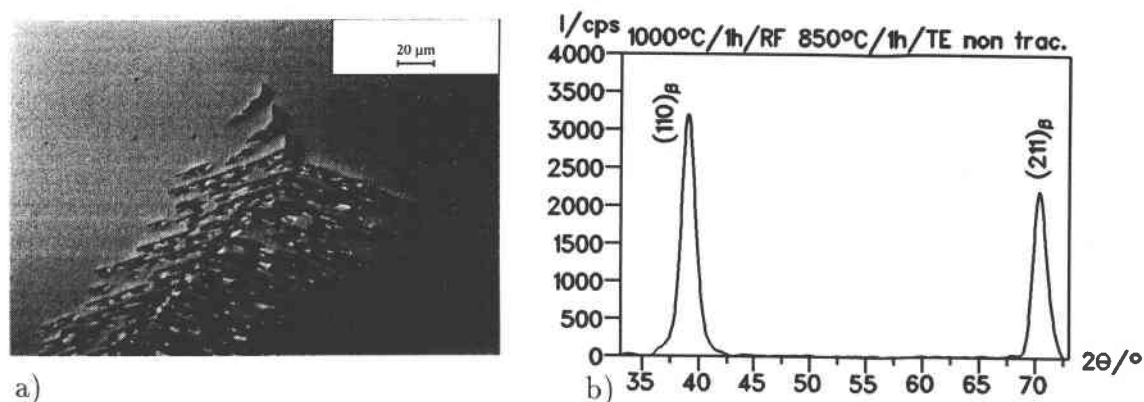 20 µm
a)
I/cps
1000°C/1h/RF 850°C/1h/TE non trac.
4000
3500
3000
2500
2000
1500
1000
500
0
(110)β
(211)β
35 40 45 50 55 60 65 70
2θ/°
b)